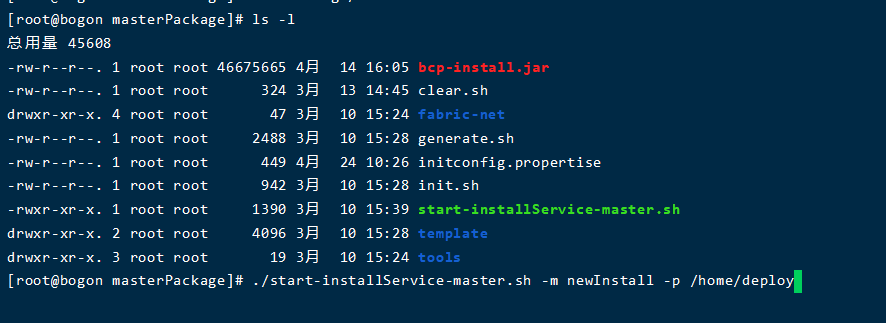 [root@bogon masterPackage]# ls -l
总用量 45608
-rw-r--r--. 1 root root 46675665 4月  14 16:05 bcp-install.jar
-rw-r--r--. 1 root root      324 3月  13 14:45 clear.sh
drwxr-xr-x. 4 root root       47 3月  10 15:24 fabric-net
-rw-r--r--. 1 root root     2488 3月  10 15:28 generate.sh
-rw-r--r--. 1 root root      449 4月  24 10:26 initconfig.propertise
-rw-r--r--. 1 root root      942 3月  10 15:28 init.sh
-rwxr-xr-x. 1 root root     1390 3月  10 15:39 start-installService-master.sh
drwxr-xr-x. 2 root root     4096 3月  10 15:28 template
drwxr-xr-x. 3 root root       19 3月  10 15:24 tools
[root@bogon masterPackage]# ./start-installService-master.sh -m newInstall -p /home/deploy